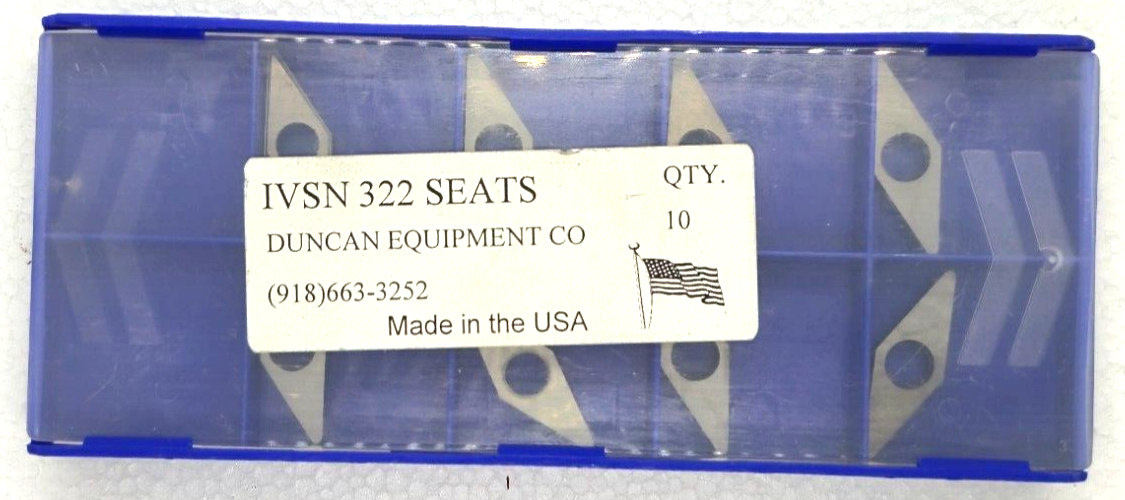 IVSN 322 SEATS
QTY.
10
DUNCAN EQUIPMENT CO
(918)663-3252
Made in the USA